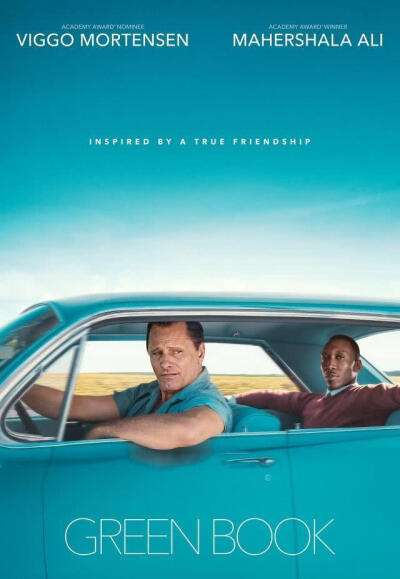 ACADEMY AWARD® NOMINEE
VIGGO MORTENSEN
ACADEMY AWARD® WINNER
MAHERSHALA ALI
INSPIRED BY A TRUE FRIENDSHIP
GREEN BOOK